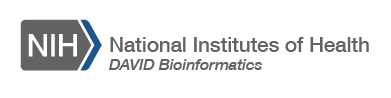 NIH National Institutes of Health
DAVID Bioinformatics